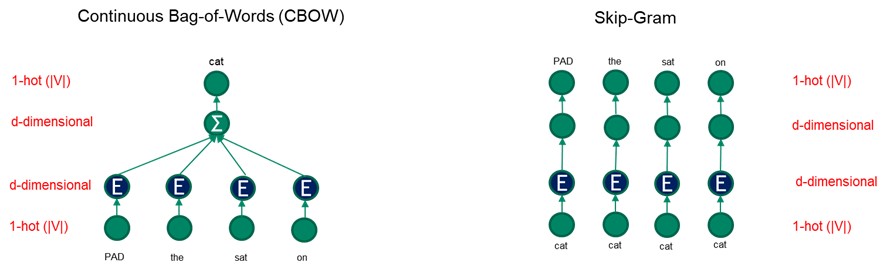 Continuous Bag-of-Words (CBOW)
cat
1-hot (|V|)
d-dimensional
Σ
d-dimensional
E E E E
1-hot (|V|)
PAD the sat on
Skip-Gram
PAD the sat on
1-hot (|V|)
d-dimensional
E E E E
d-dimensional
1-hot (|V|)
cat cat cat cat